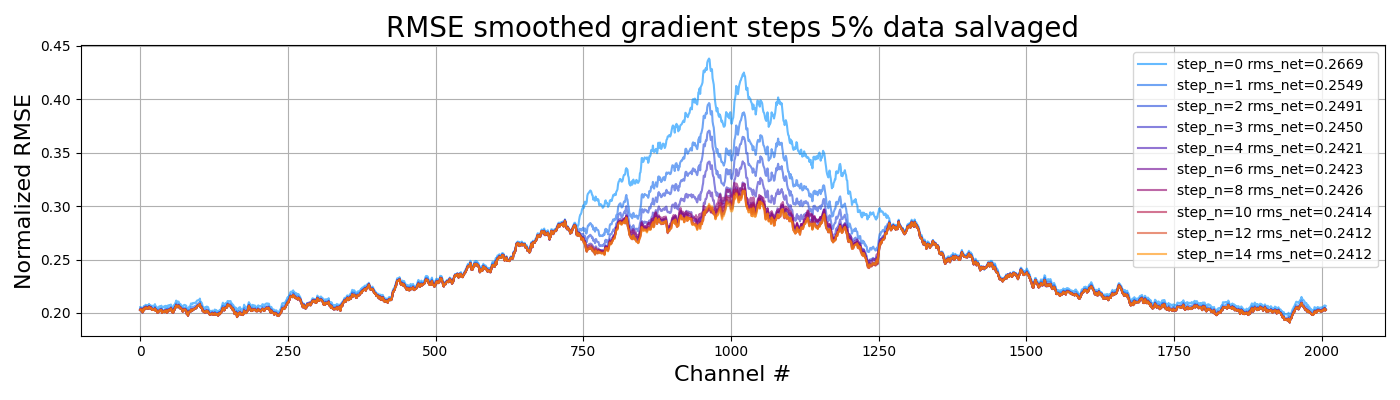 RMSE smoothed gradient steps 5% data salvaged
Normalized RMSE
0.45
0.40
0.35
0.30
0.25
0.20
step_n=0 rms_net=0.2669
step_n=1 rms_net=0.2549
step_n=2 rms_net=0.2491
step_n=3 rms_net=0.2450
step_n=4 rms_net=0.2421
step_n=6 rms_net=0.2423
step_n=8 rms_net=0.2426
step_n=10 rms_net=0.2414
step_n=12 rms_net=0.2412
step_n=14 rms_net=0.2412
0 250 500 750 1000 1250 1500 1750 2000
Channel #